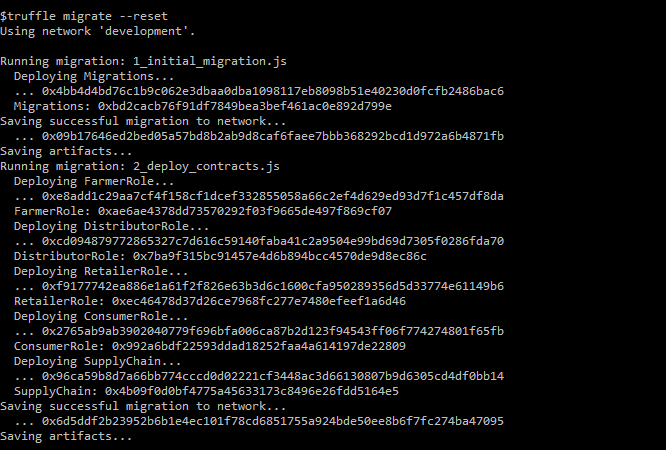 $truffle migrate --reset
Using network 'development'.
Running migration: 1_initial_migration.js
Deploying Migrations...
... 0x4bb4d4bd76c1b9c062e3dbaa0dba1098117eb8098b51e40230d0fcfb2486bac6
Migrations: 0xbd2cacb76f91df7849bea3bef461ac0e892d799e
Saving successful migration to network...
... 0x09b17646ed2bed05a57bd8b2ab9d8caf6faee7bbb368292bcd1d972a6b4871fb
Saving artifacts...
Running migration: 2_deploy_contracts.js
Deploying FarmerRole...
... 0xe8add1c29aa7cf4f158cf1dcef332855058a66c2ef4d629ed93d7f1c457df8da
FarmerRole: 0xae6ae4378dd73570292f03f9665de497f869cf07
Deploying DistributorRole...
... 0xcd094879772865327c7d616c59140faba41c2a9504e99bd69d7305f0286fda70
DistributorRole: 0x7ba9f315bc91457e4d6b894bcc4570de9d8ec86c
Deploying RetailerRole...
... 0xf9177742ea886e1a61f2f826e63b3d6c1600cfa950289356d5d33774e61149b6
RetailerRole: 0xec46478d37d26ce7968fc277e7480efeef1a6d46
Deploying ConsumerRole...
... 0x2765ab9ab3902040779f696bfa006ca87b2d123f94543ff06f774274801f65fb
ConsumerRole: 0x992a6bdf22593ddad18252faa4a614197de22809
Deploying SupplyChain...
... 0x96ca59b8d7a66bb774cccd0d02221cf3448ac3d66130807b9d6305cd4df0bb14
SupplyChain: 0x4b09f0d0bf4775a45633173c8496e26fdd5164e5
Saving successful migration to network...
... 0x6d5ddf2b23952b6b1e4ec101f78cd6851755a924bde50ee8b6f7fc274ba47095
Saving artifacts...